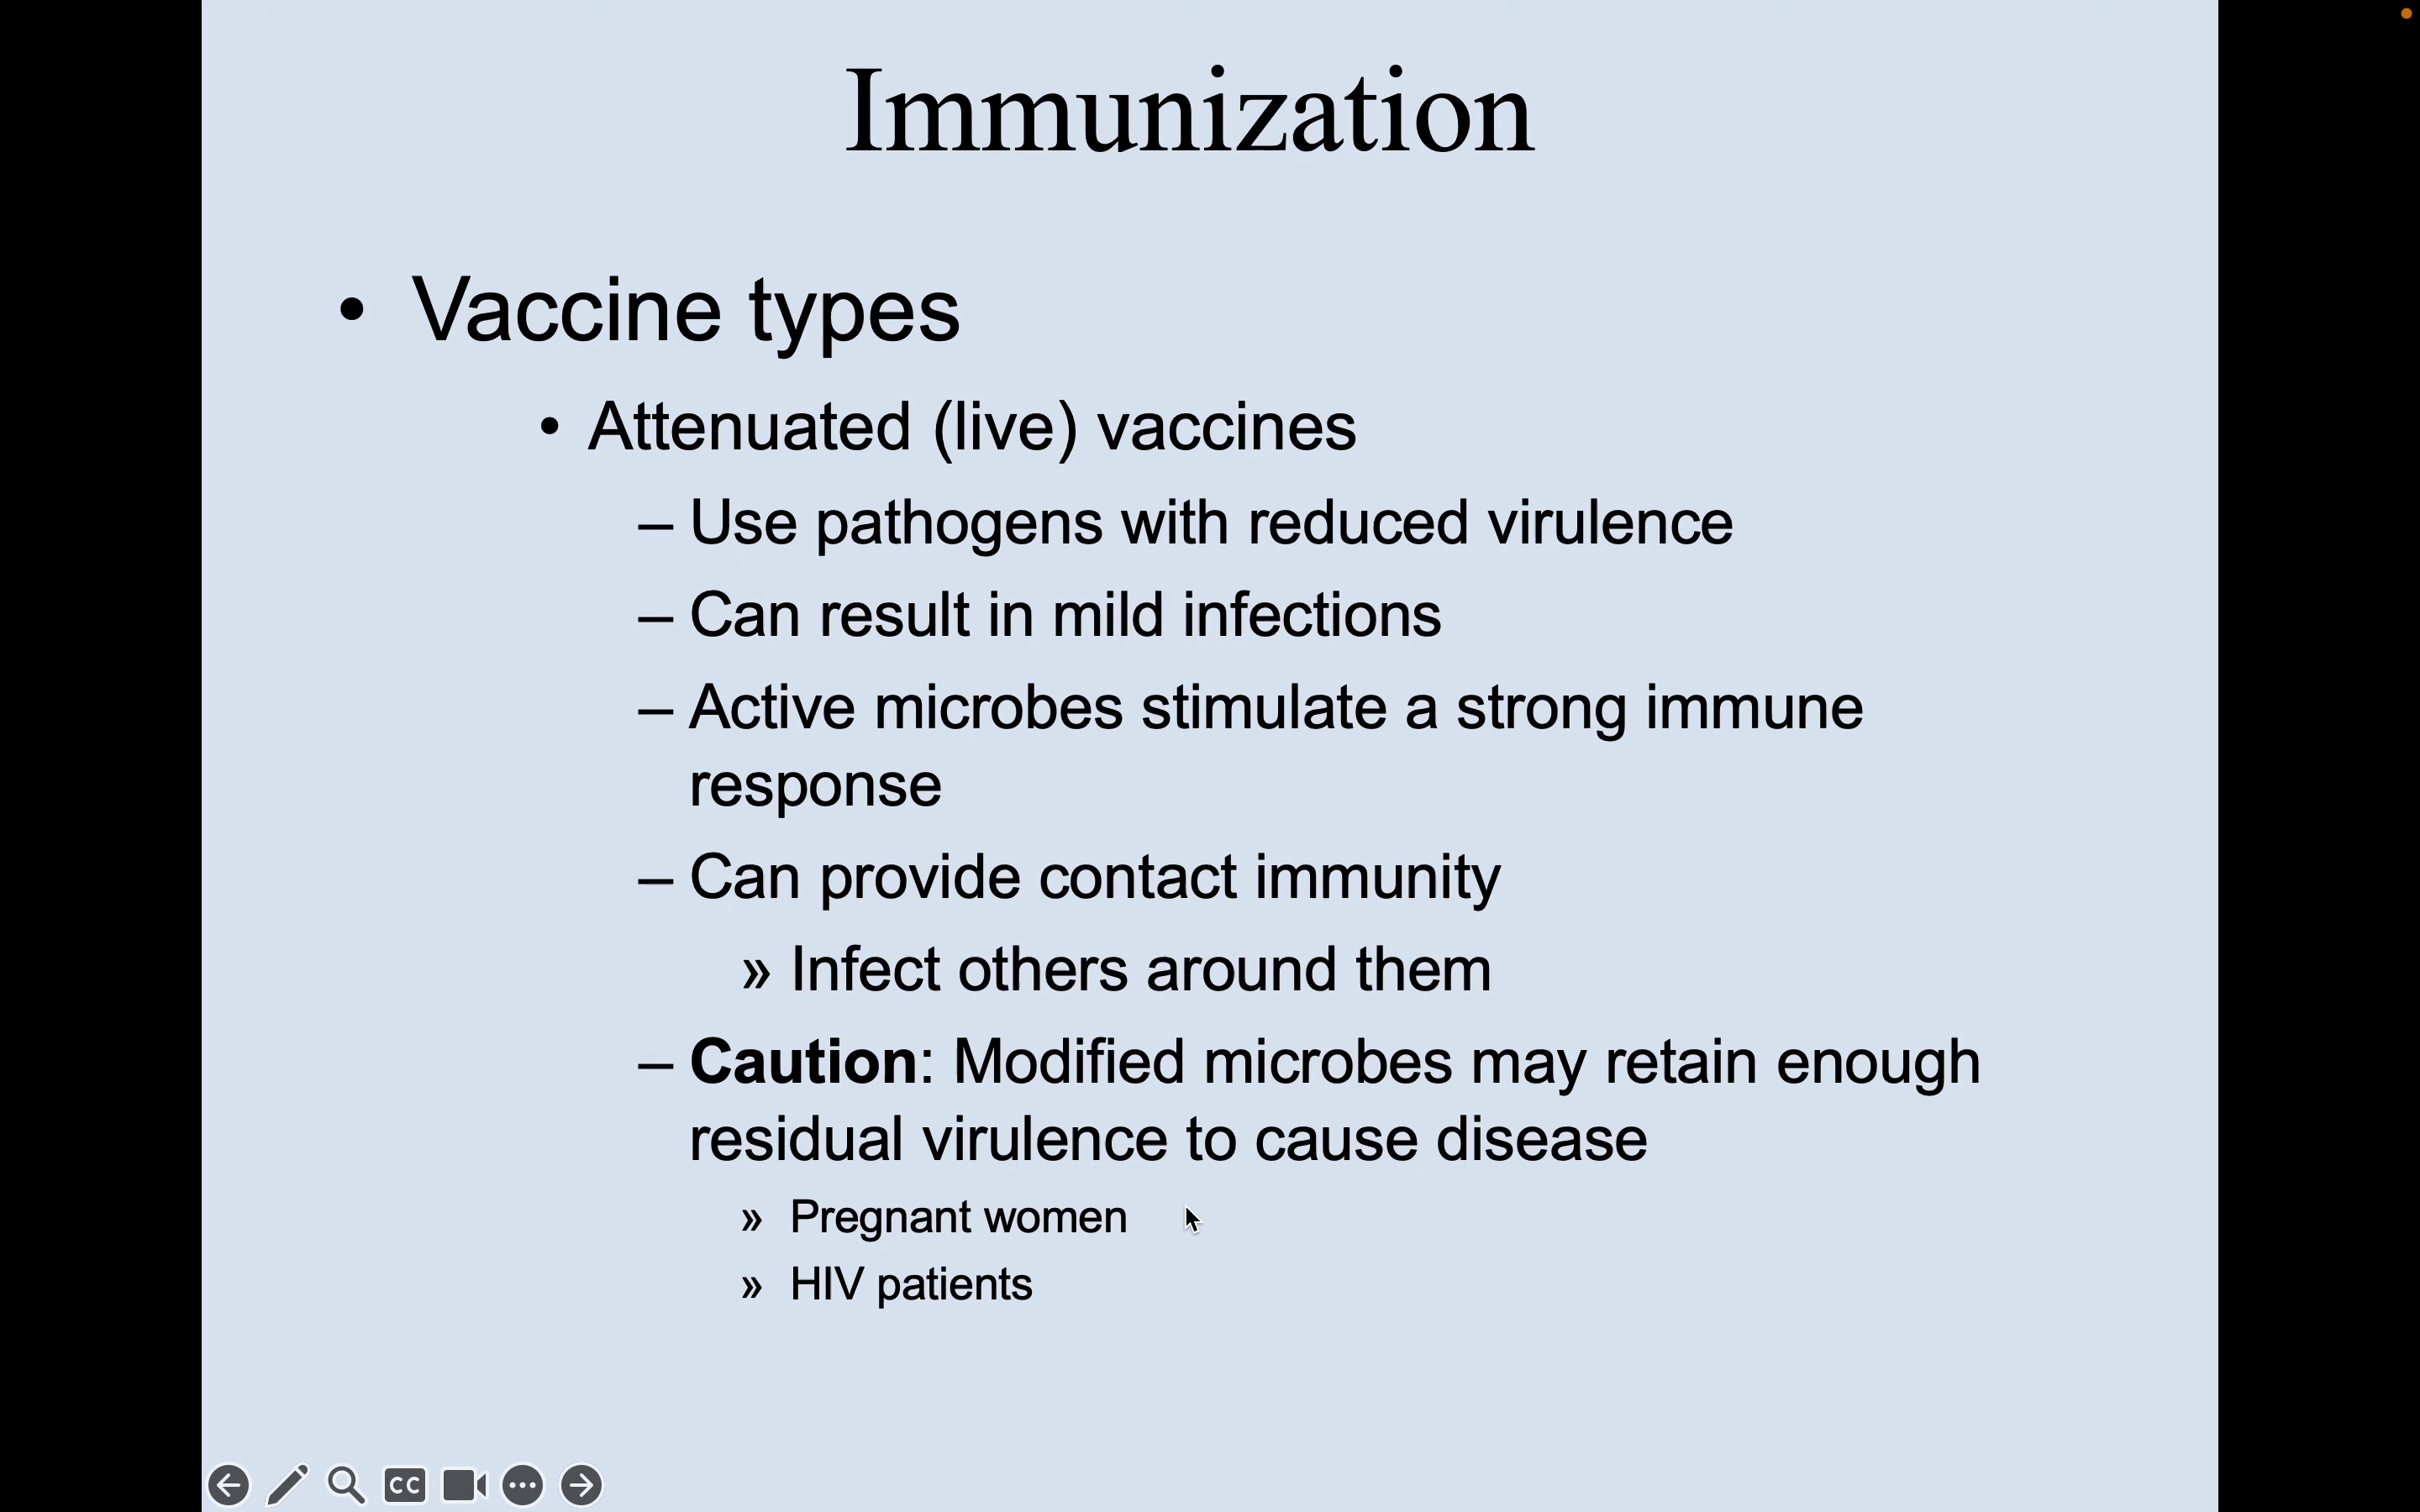 Immunization
• Vaccine types
• Attenuated (live) vaccines
– Use pathogens with reduced virulence
– Can result in mild infections
– Active microbes stimulate a strong immune
response
– Can provide contact immunity
» Infect others around them
– Caution: Modified microbes may retain enough
residual virulence to cause disease
» Pregnant women
» HIV patients
CC